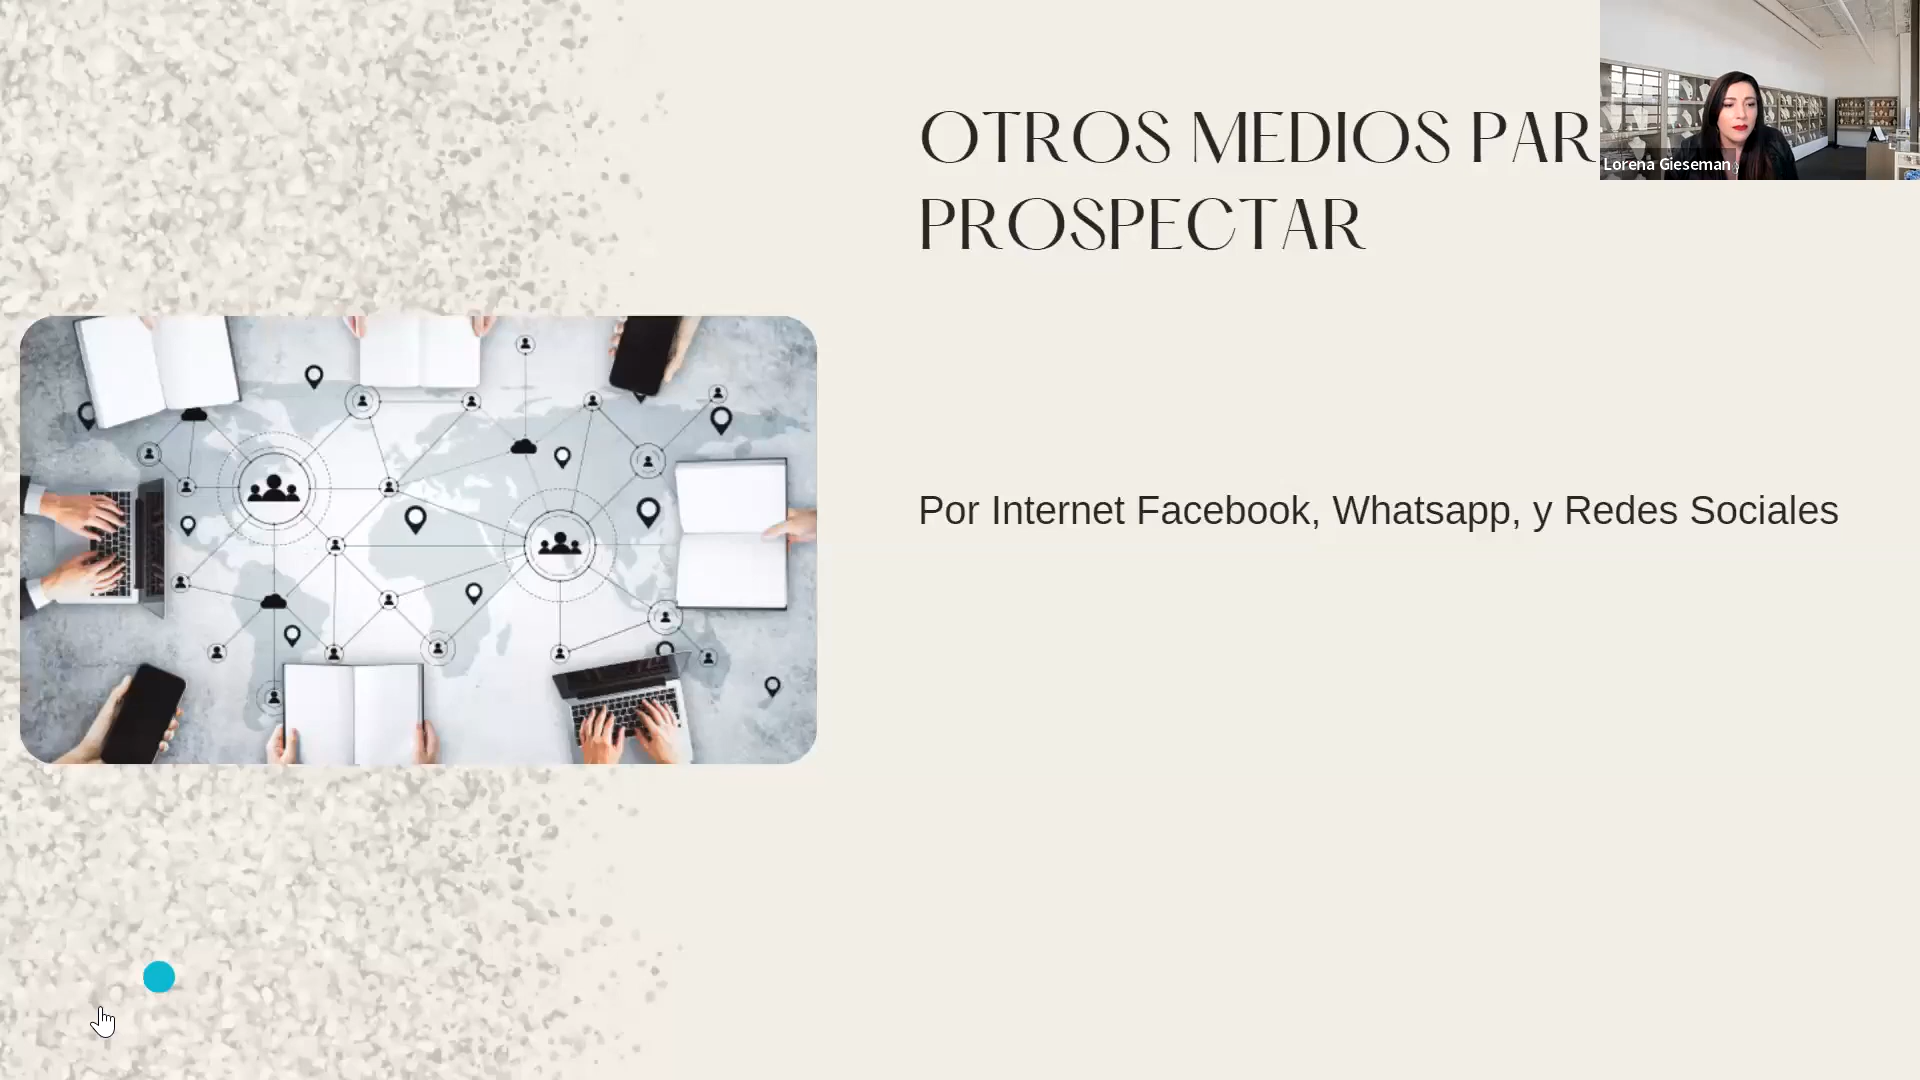 OTROS MEDIOS PAR
PROSPECTAR
Lorena Gieseman
Por Internet Facebook, Whatsapp, y Redes Sociales